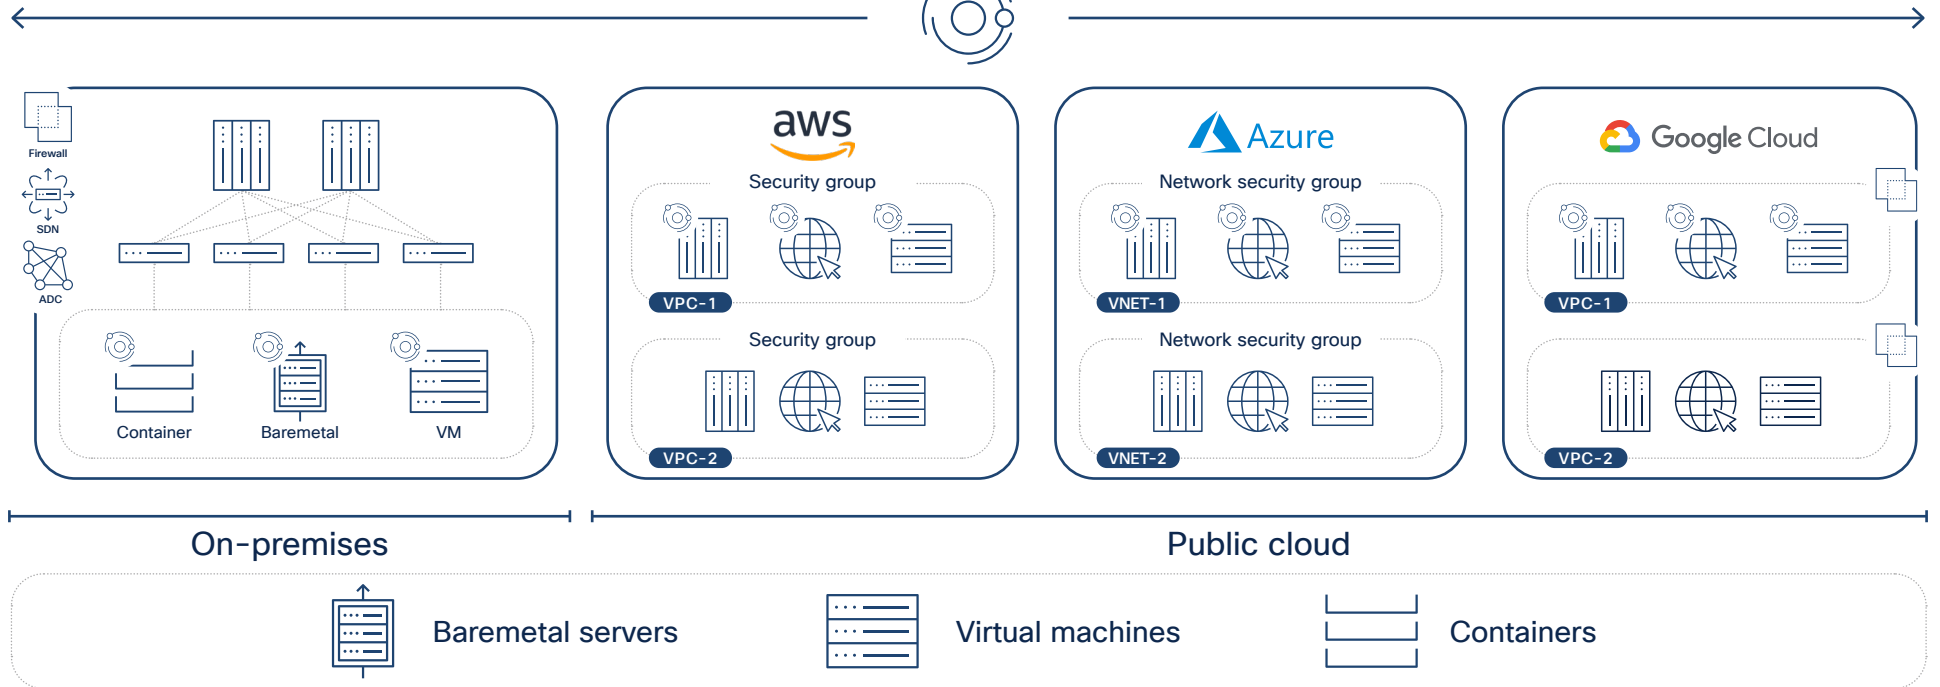 Firewall
SDN
ADC
Container
Baremetal
VM
aws
Security group
VPC-1
Security group
VPC-2
Azure
Network security group
VNET-1
Network security group
VNET-2
Google Cloud
VPC-1
VPC-2
On-premises
Public cloud
Baremetal servers
Virtual machines
Containers